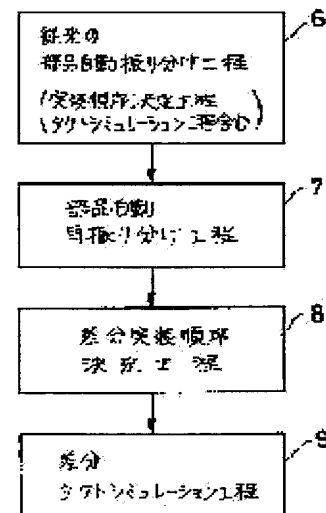 従来の
部品自動振り分け工程
(実装順序決定工程
タクトシミュレーション工程含む)
6
部品自動
再振り分け工程
7
差分実装順序
決定工程
8
差分
タクトシミュレーション工程
9